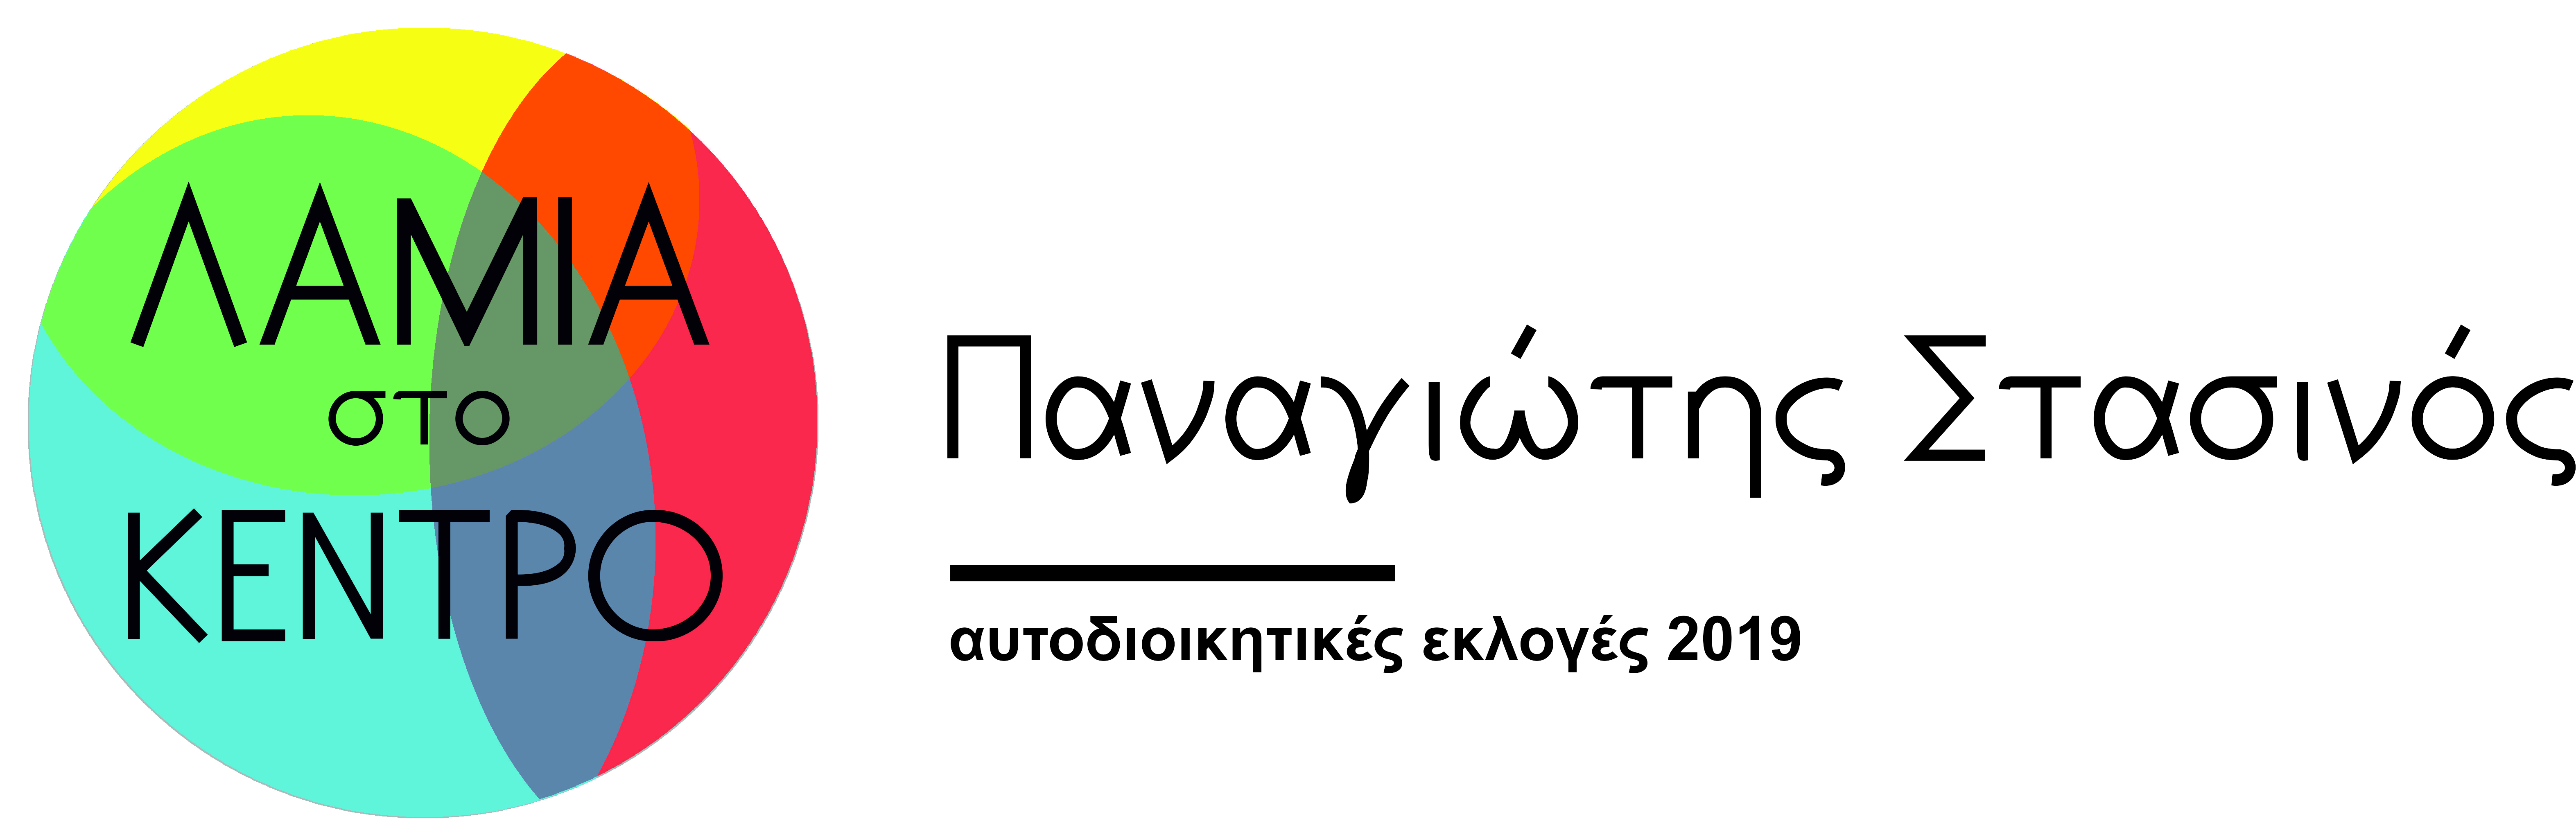 ΛΑΜΙΑ
στο
ΚΕΝΤΡΟ
Παναγιώτης Στασινός
αυτοδιοικητικές εκλογές 2019